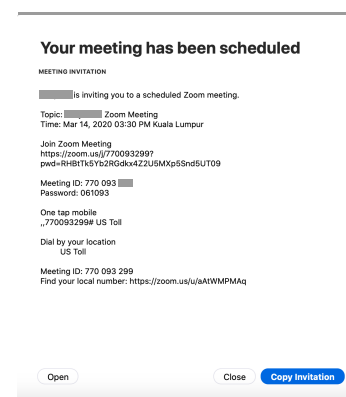 Your meeting has been scheduled
MEETING INVITATION
is inviting you to a scheduled Zoom meeting.
Topic: Zoom Meeting
Time: Mar 14, 2020 03:30 PM Kuala Lumpur
Join Zoom Meeting
https://zoom.us/j/770093299?
pwd=RHBtTk5Yb2RGdkx4Z2U5MXp5Snd5UT09
Meeting ID: 770 093
Password: 061093
One tap mobile
,,770093299# US Toll
Dial by your location
US Toll
Meeting ID: 770 093 299
Find your local number: https://zoom.us/u/aAtWMPMAq
Open Close Copy Invitation